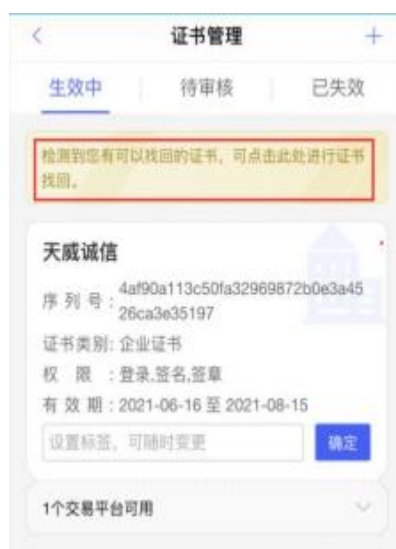 证书管理
生效中 待审核 已失效
检测到您有可以找回的证书，可点击此处进行证书
找回。
天威诚信
序列号：4af90a113c50fa32969872b0e3a45
26ca3e35197
证书类别：企业证书
权限：登录,签名,签章
有效期：2021-06-16 至 2021-08-15
设置标签，可随时变更 确定
1个交易平台可用